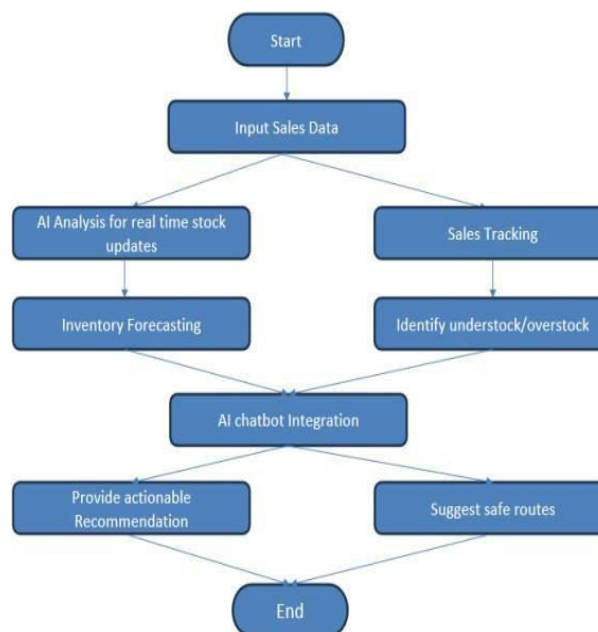 Start
Input Sales Data
AI Analysis for real time stock
updates
Sales Tracking
Inventory Forecasting
Identify understock/overstock
AI chatbot Integration
Provide actionable
Recommendation
Suggest safe routes
End